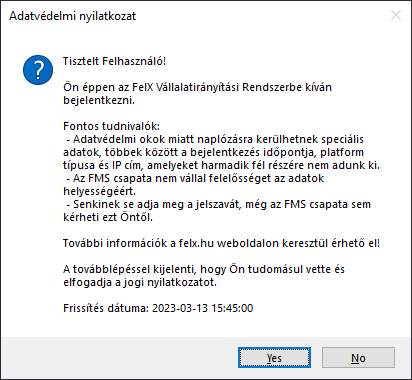 Adatvédelmi nyilatkozat
Tisztelt Felhasználó!
Ön éppen az FelX Vállalatirányítási Rendszerbe kíván
bejelentkezni.
Fontos tudnivalók:
- Adatvédelmi okok miatt naplózásra kerülhetnek speciális
adatok, többek között a bejelentkezés időpontja, platform
típusa és IP cím, amelyeket harmadik fél részére nem adunk ki.
- Az FMS csapata nem vállal felelősséget az adatok
helyességéért.
- Senkinek se adja meg a jelszavát, még az FMS csapata sem
kérheti ezt Öntől.
További információk a felx.hu weboldalon keresztül érhető el!
A továbblépéssel kijelenti, hogy Ön tudomásul vette és
elfogadja a jogi nyilatkozatot.
Frissítés dátuma: 2023-03-13 15:45:00
Yes
No